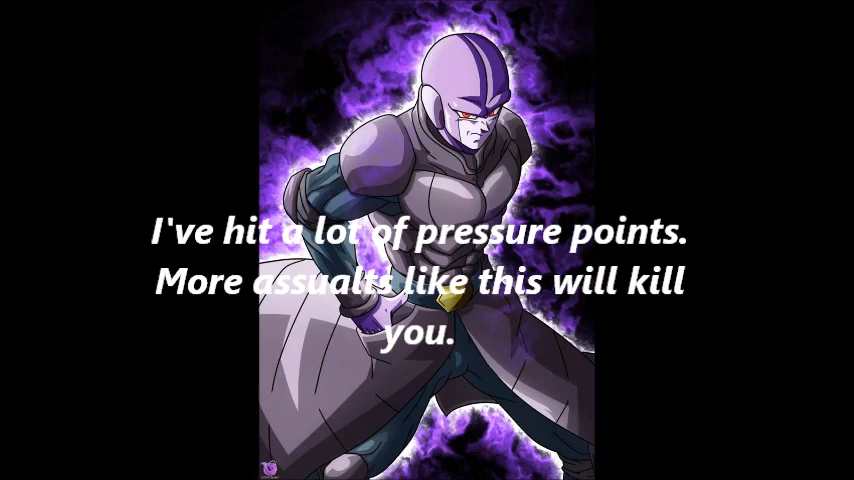 I've hit a lot of pressure points.
More assualts like this will kill
you.